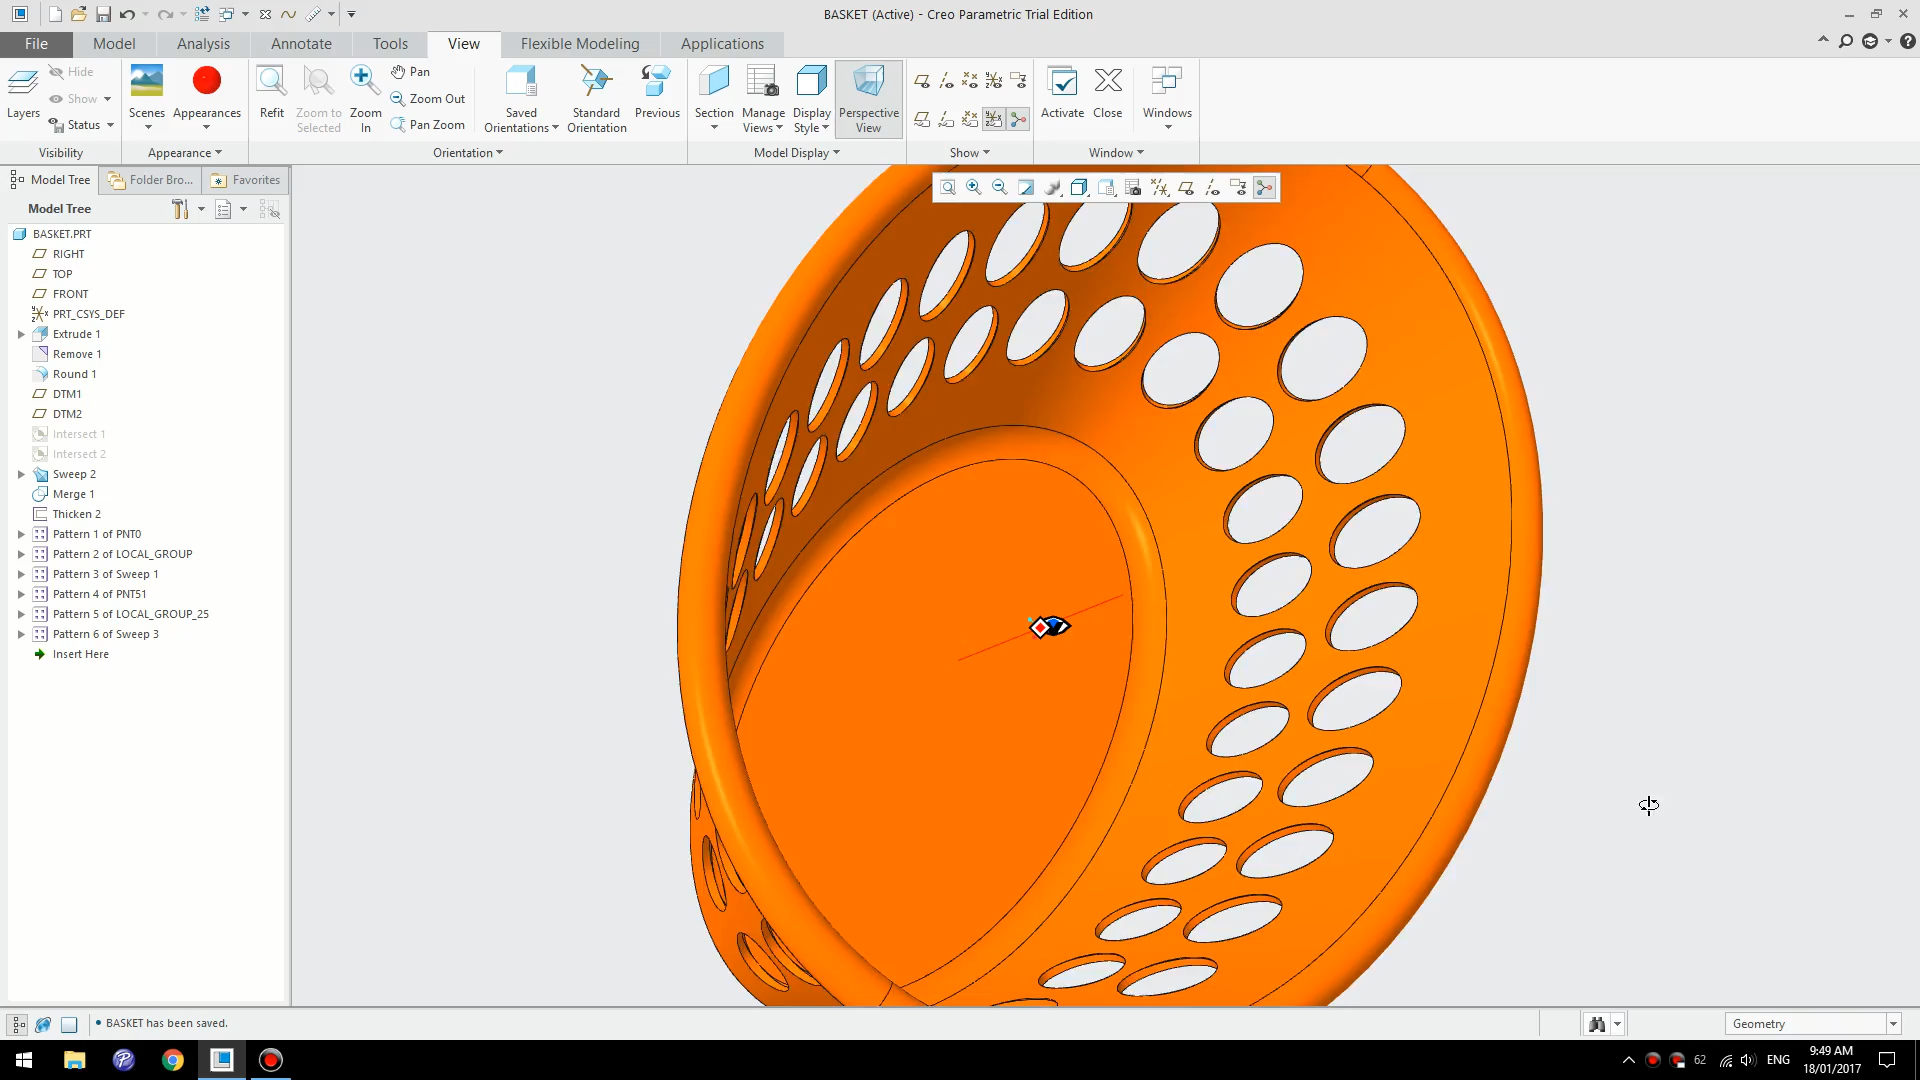 BASKET (Active) - Creo Parametric Trial Edition
File Model Analysis Annotate Tools View Flexible Modeling Applications
Layers
Hide
Show
Status
Visibility
Scenes
Appearances
Appearance
Refit
Zoom to Selected
Zoom In
Pan
Zoom Out
Pan Zoom
Saved Orientations
Standard Orientation
Previous
Orientation
Section
Manage Views
Display Style
Perspective View
Model Display
Show
Activate
Close
Windows
Window
Model Tree
Folder Bro...
Favorites
Model Tree
BASKET.PRT
RIGHT
TOP
FRONT
PRT_CSYS_DEF
Extrude 1
Remove 1
Round 1
DTM1
DTM2
Intersect 1
Intersect 2
Sweep 2
Merge 1
Thicken 2
Pattern 1 of PNT0
Pattern 2 of LOCAL_GROUP
Pattern 3 of Sweep 1
Pattern 4 of PNT51
Pattern 5 of LOCAL_GROUP_25
Pattern 6 of Sweep 3
Insert Here
• BASKET has been saved.
Geometry
62
ENG
9:49 AM
18/01/2017